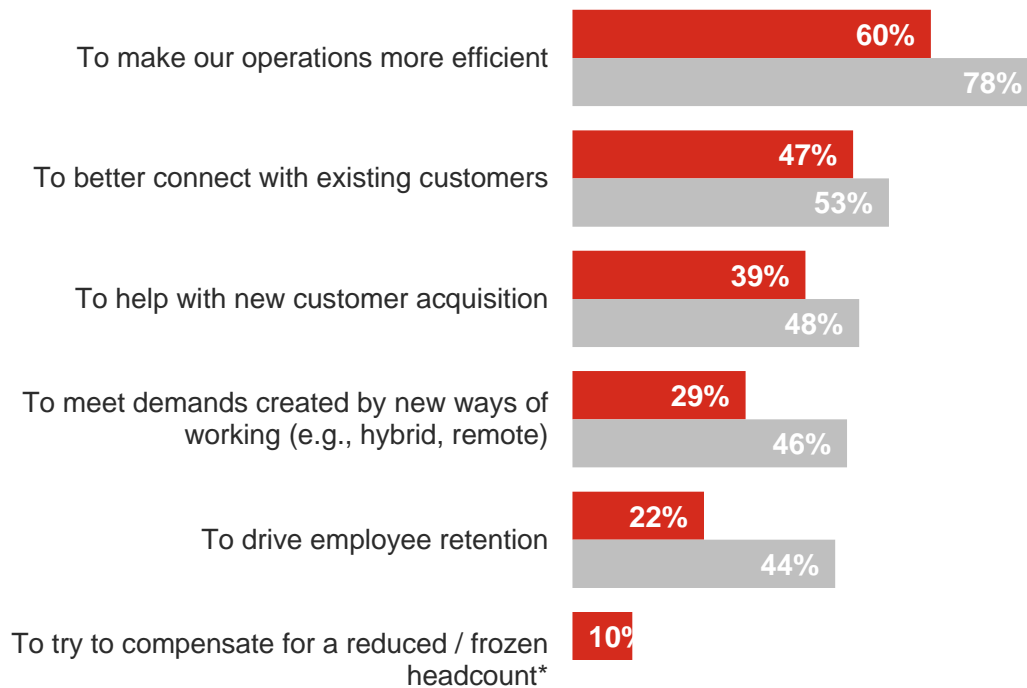 To make our operations more efficient
60%
78%
To better connect with existing customers
47%
53%
To help with new customer acquisition
39%
48%
To meet demands created by new ways of
working (e.g., hybrid, remote)
29%
46%
To drive employee retention
22%
44%
To try to compensate for a reduced / frozen
headcount*
10%